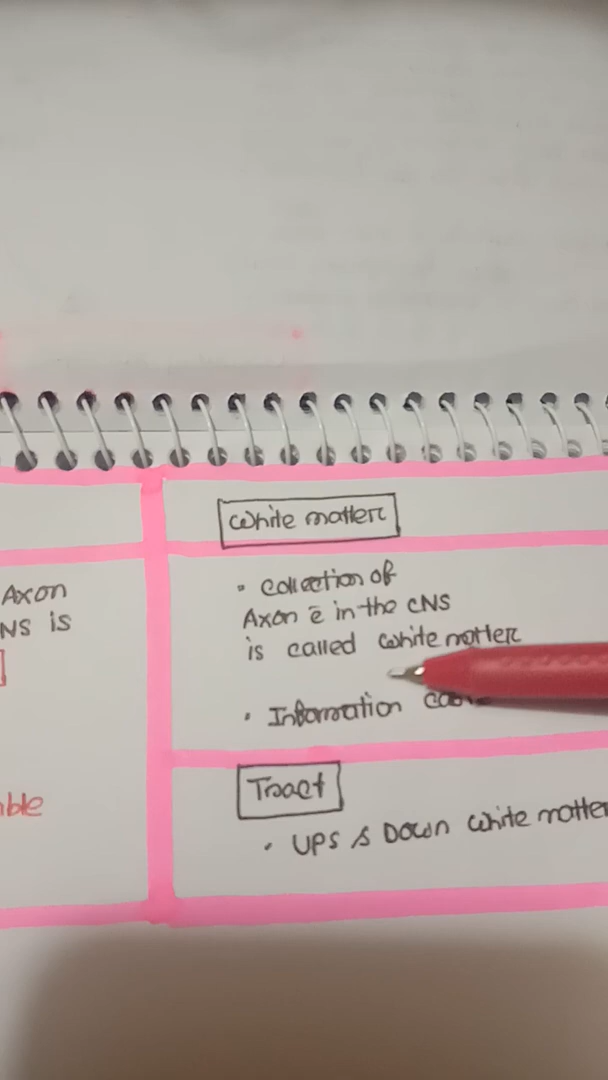 White matter
Axon
NS is
• Collection of
Axon ē in the CNS
is called white matter
• Information
able
Tract
• UPS & Down white matter